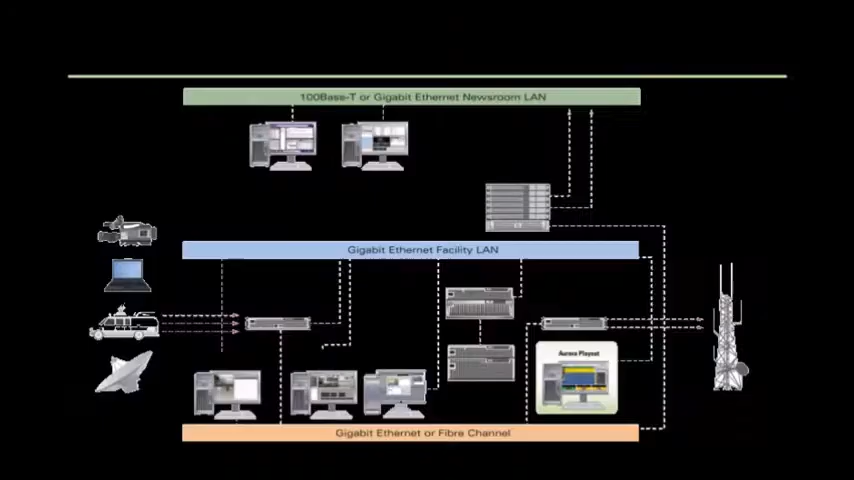 100Base-T or Gigabit Ethernet Newsroom LAN
Gigabit Ethernet Facility LAN
Aurora Playout
Gigabit Ethernet or Fibre Channel